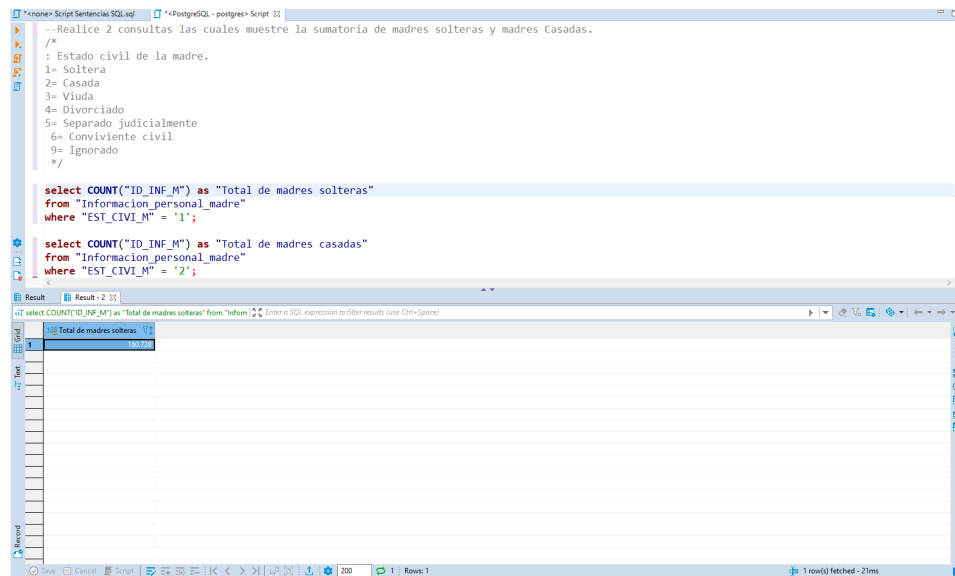 *<none> Script Sentencias SQL.sql
*<PostgreSQL - postgres> Script
--Realice 2 consultas las cuales muestre la sumatoria de madres solteras y madres Casadas.
/*
: Estado civil de la madre.
1= Soltera
2= Casada
3= Viuda
4= Divorciado
5= Separado judicialmente
6= Conviviente civil
9= Ignorado
*/
select COUNT("ID_INF_M") as "Total de madres solteras"
from "Informacion_personal_madre"
where "EST_CIVI_M" = '1';
select COUNT("ID_INF_M") as "Total de madres casadas"
from "Informacion_personal_madre"
where "EST_CIVI_M" = '2';
Result
Result - 2
select COUNT("ID_INF_M") as "Total de madres solteras" from "Inform
Enter a SQL expression to filter results (use Ctrl+Space)
Grid
Text
Record
123 Total de madres solteras
1
160.728
Save
Cancel
Script
200
1
Rows: 1
1 row(s) fetched - 21ms